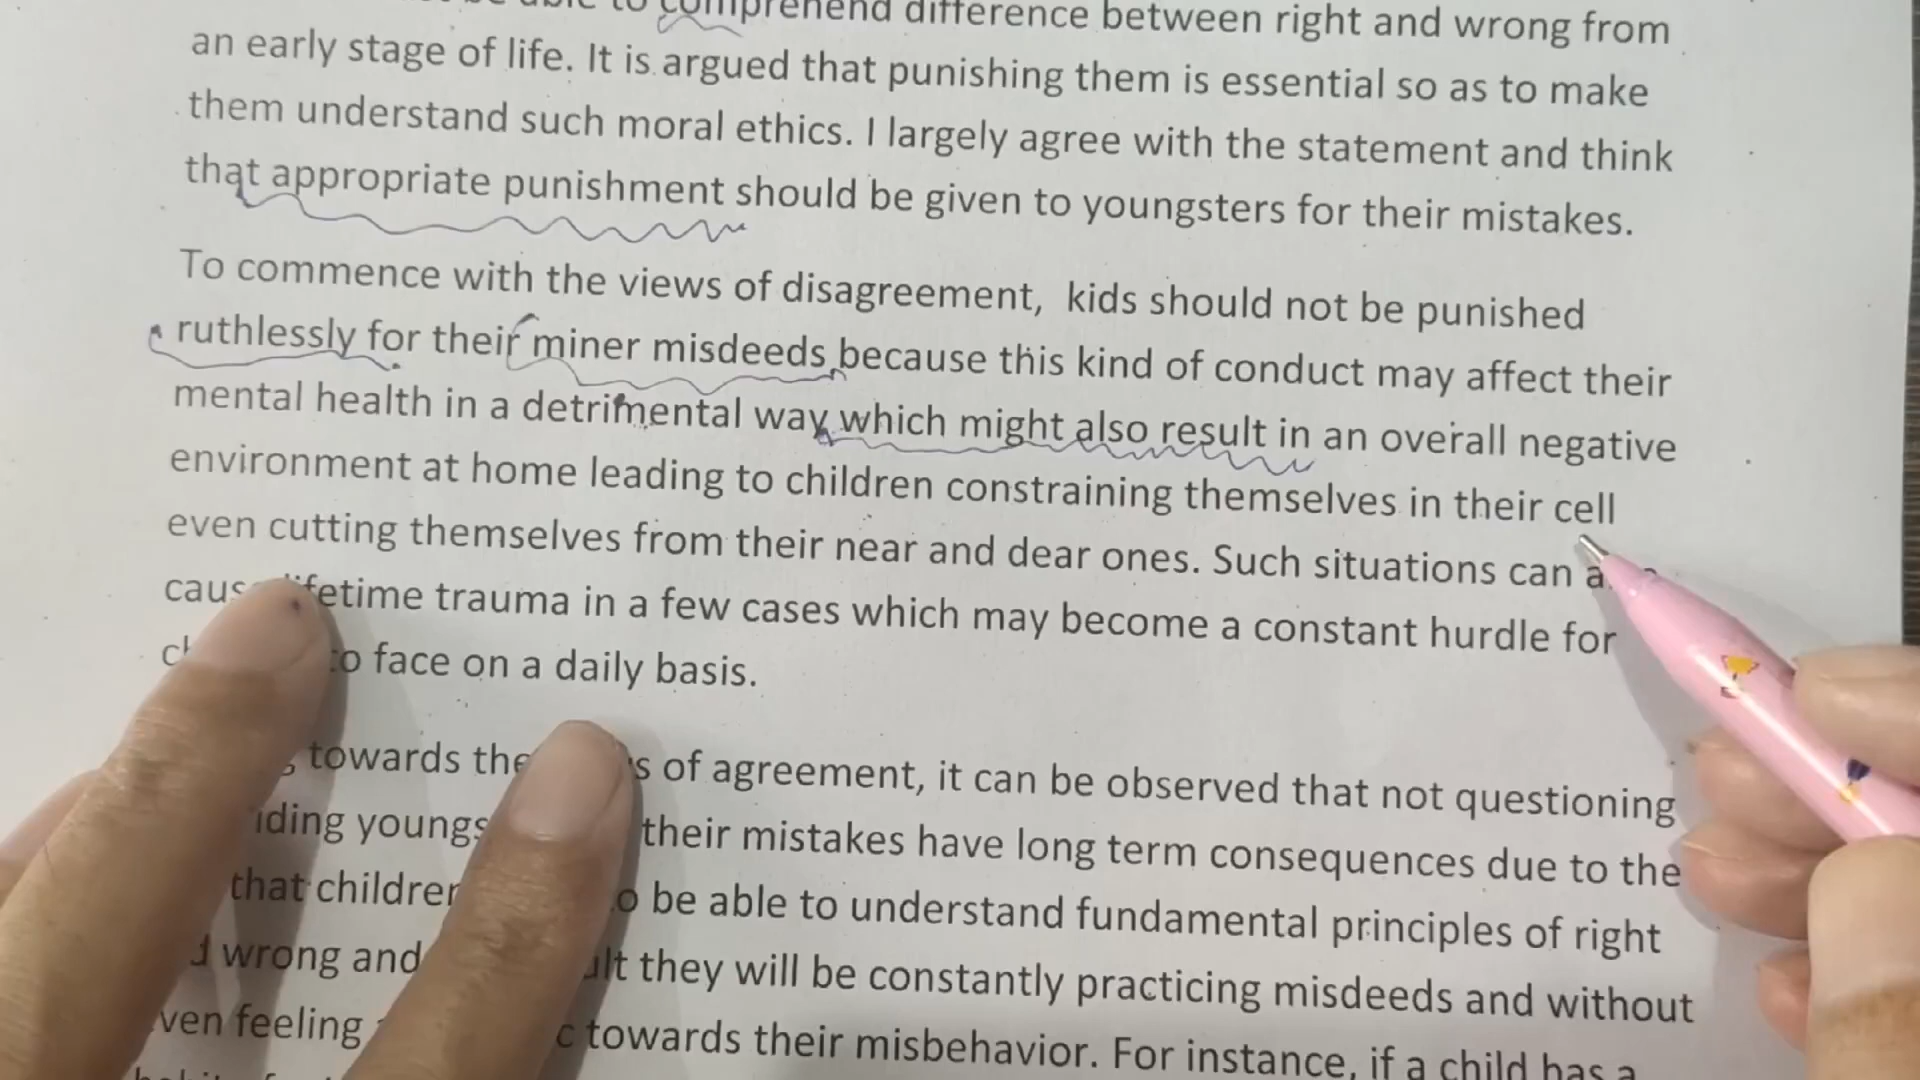 to comprehend difference between right and wrong from
an early stage of life. It is argued that punishing them is essential so as to make
them understand such moral ethics. I largely agree with the statement and think
that appropriate punishment should be given to youngsters for their mistakes.
To commence with the views of disagreement, kids should not be punished
ruthlessly for their miner misdeeds because this kind of conduct may affect their
mental health in a detrimental way which might also result in an overall negative
environment at home leading to children constraining themselves in their cell
even cutting themselves from their near and dear ones. Such situations can
lifetime trauma in a few cases which may become a constant hurdle for
to face on a daily basis.
towards the of agreement, it can be observed that not questioning
their mistakes have long term consequences due to the
that children be able to understand fundamental principles of right
wrong and they will be constantly practicing misdeeds and without
feeling towards their misbehavior. For instance, if a child has a